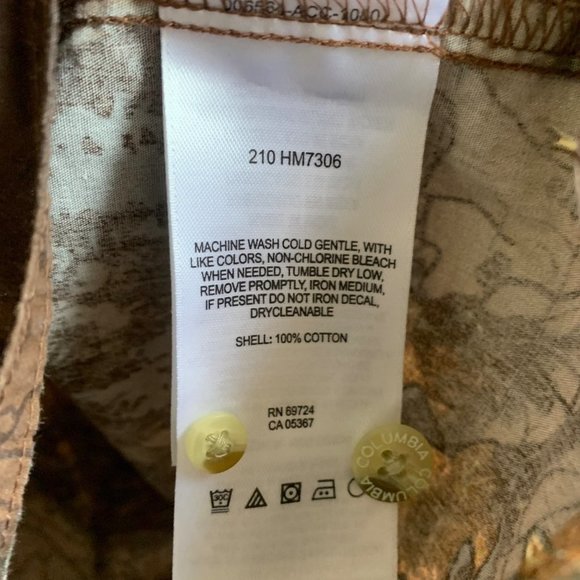 210 HM7306
MACHINE WASH COLD GENTLE, WITH
LIKE COLORS, NON-CHLORINE BLEACH
WHEN NEEDED, TUMBLE DRY LOW,
REMOVE PROMPTLY, IRON MEDIUM,
IF PRESENT DO NOT IRON DECAL,
DRYCLEANABLE
SHELL: 100% COTTON
RN 69724
CA 05367
COLUMBIA
COLUMBIA
30C